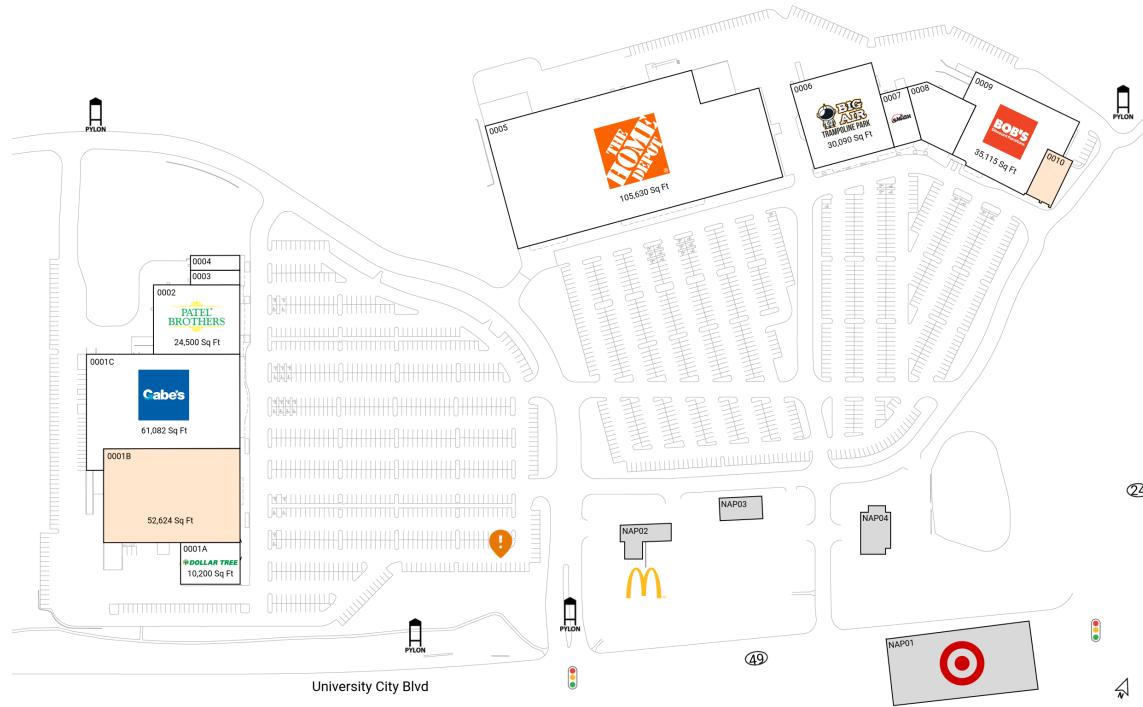 PYLON
0005
THE
HOME
DEPOT
105,630 Sq Ft
0006
BIG
AIR
TRAMPOLINE PARK
30,090 Sq Ft
0007
0008
0009
BOB'S
35,115 Sq Ft
0010
PYLON
0004
0003
0002
PATEL
BROTHERS
24,500 Sq Ft
0001C
Gabe's
61,082 Sq Ft
0001B
52,624 Sq Ft
0001A
DOLLAR TREE
10,200 Sq Ft
!
NAP02
NAP03
NAP04
24
PYLON
PYLON
49
NAP01
University City Blvd
N